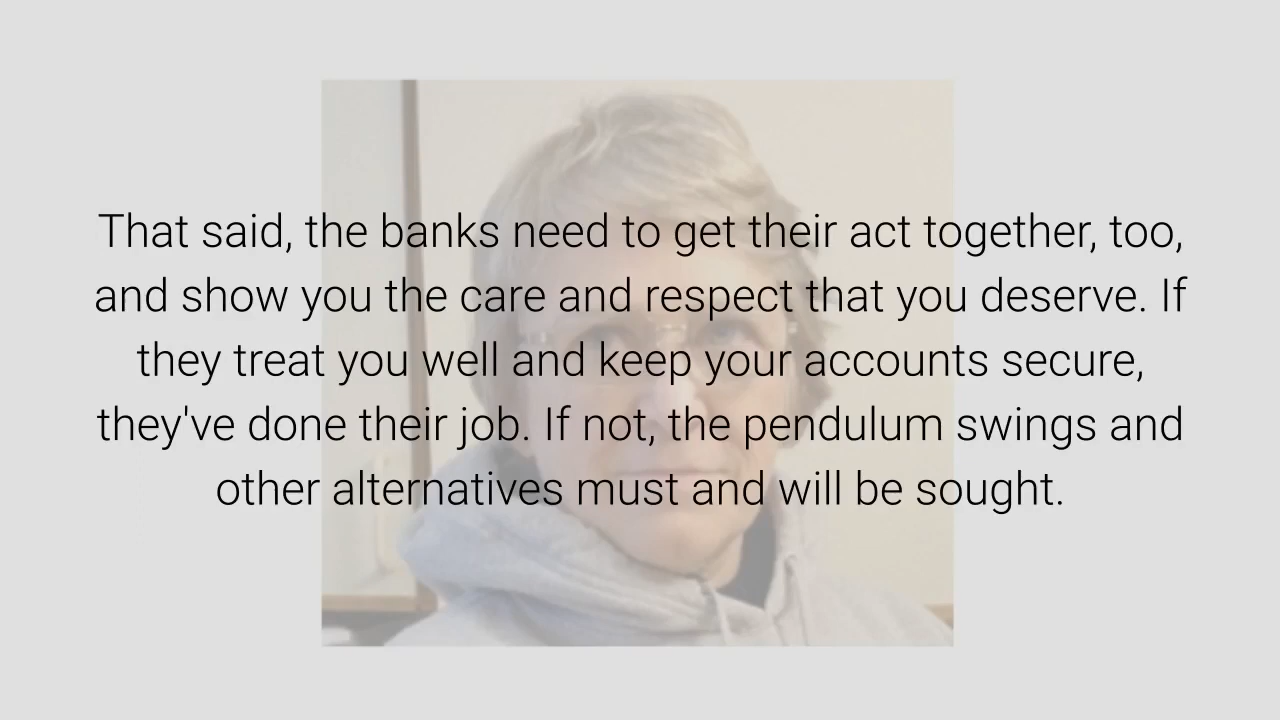 That said, the banks need to get their act together, too,
and show you the care and respect that you deserve. If
they treat you well and keep your accounts secure,
they've done their job. If not, the pendulum swings and
other alternatives must and will be sought.